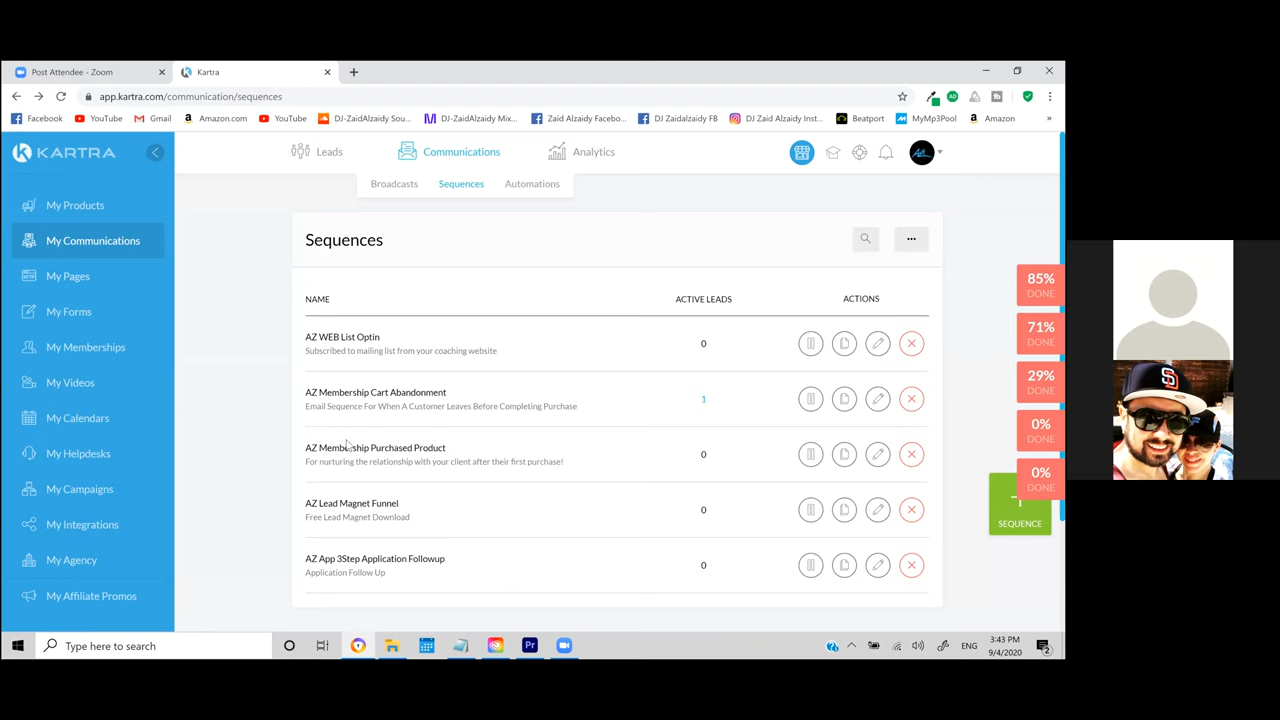 Post Attendee - Zoom
Kartra
app.kartra.com/communication/sequences
Facebook
YouTube
Gmail
Amazon.com
YouTube
DJ-ZaidAlzaidy Sou...
DJ-ZaidAlzaidy Mix...
Zaid Alzaidy Facebo...
DJ Zaidalzaidy FB
DJ Zaid Alzaidy Inst...
Beatport
MyMp3Pool
Amazon
KARTRA
Leads
Communications
Analytics
Broadcasts
Sequences
Automations
My Products
My Communications
My Pages
My Forms
My Memberships
My Videos
My Calendars
My Helpdesks
My Campaigns
My Integrations
My Agency
My Affiliate Promos
Sequences
NAME
ACTIVE LEADS
ACTIONS
AZ WEB List Optin
Subscribed to mailing list from your coaching website
0
AZ Membership Cart Abandonment
Email Sequence For When A Customer Leaves Before Completing Purchase
1
AZ Membership Purchased Product
For nurturing the relationship with your client after their first purchase!
0
AZ Lead Magnet Funnel
Free Lead Magnet Download
0
AZ App 3Step Application Followup
Application Follow Up
0
85%
DONE
71%
DONE
29%
DONE
0%
DONE
0%
DONE
SEQUENCE
Type here to search
Pr
ENG
3:43 PM
9/4/2020
2